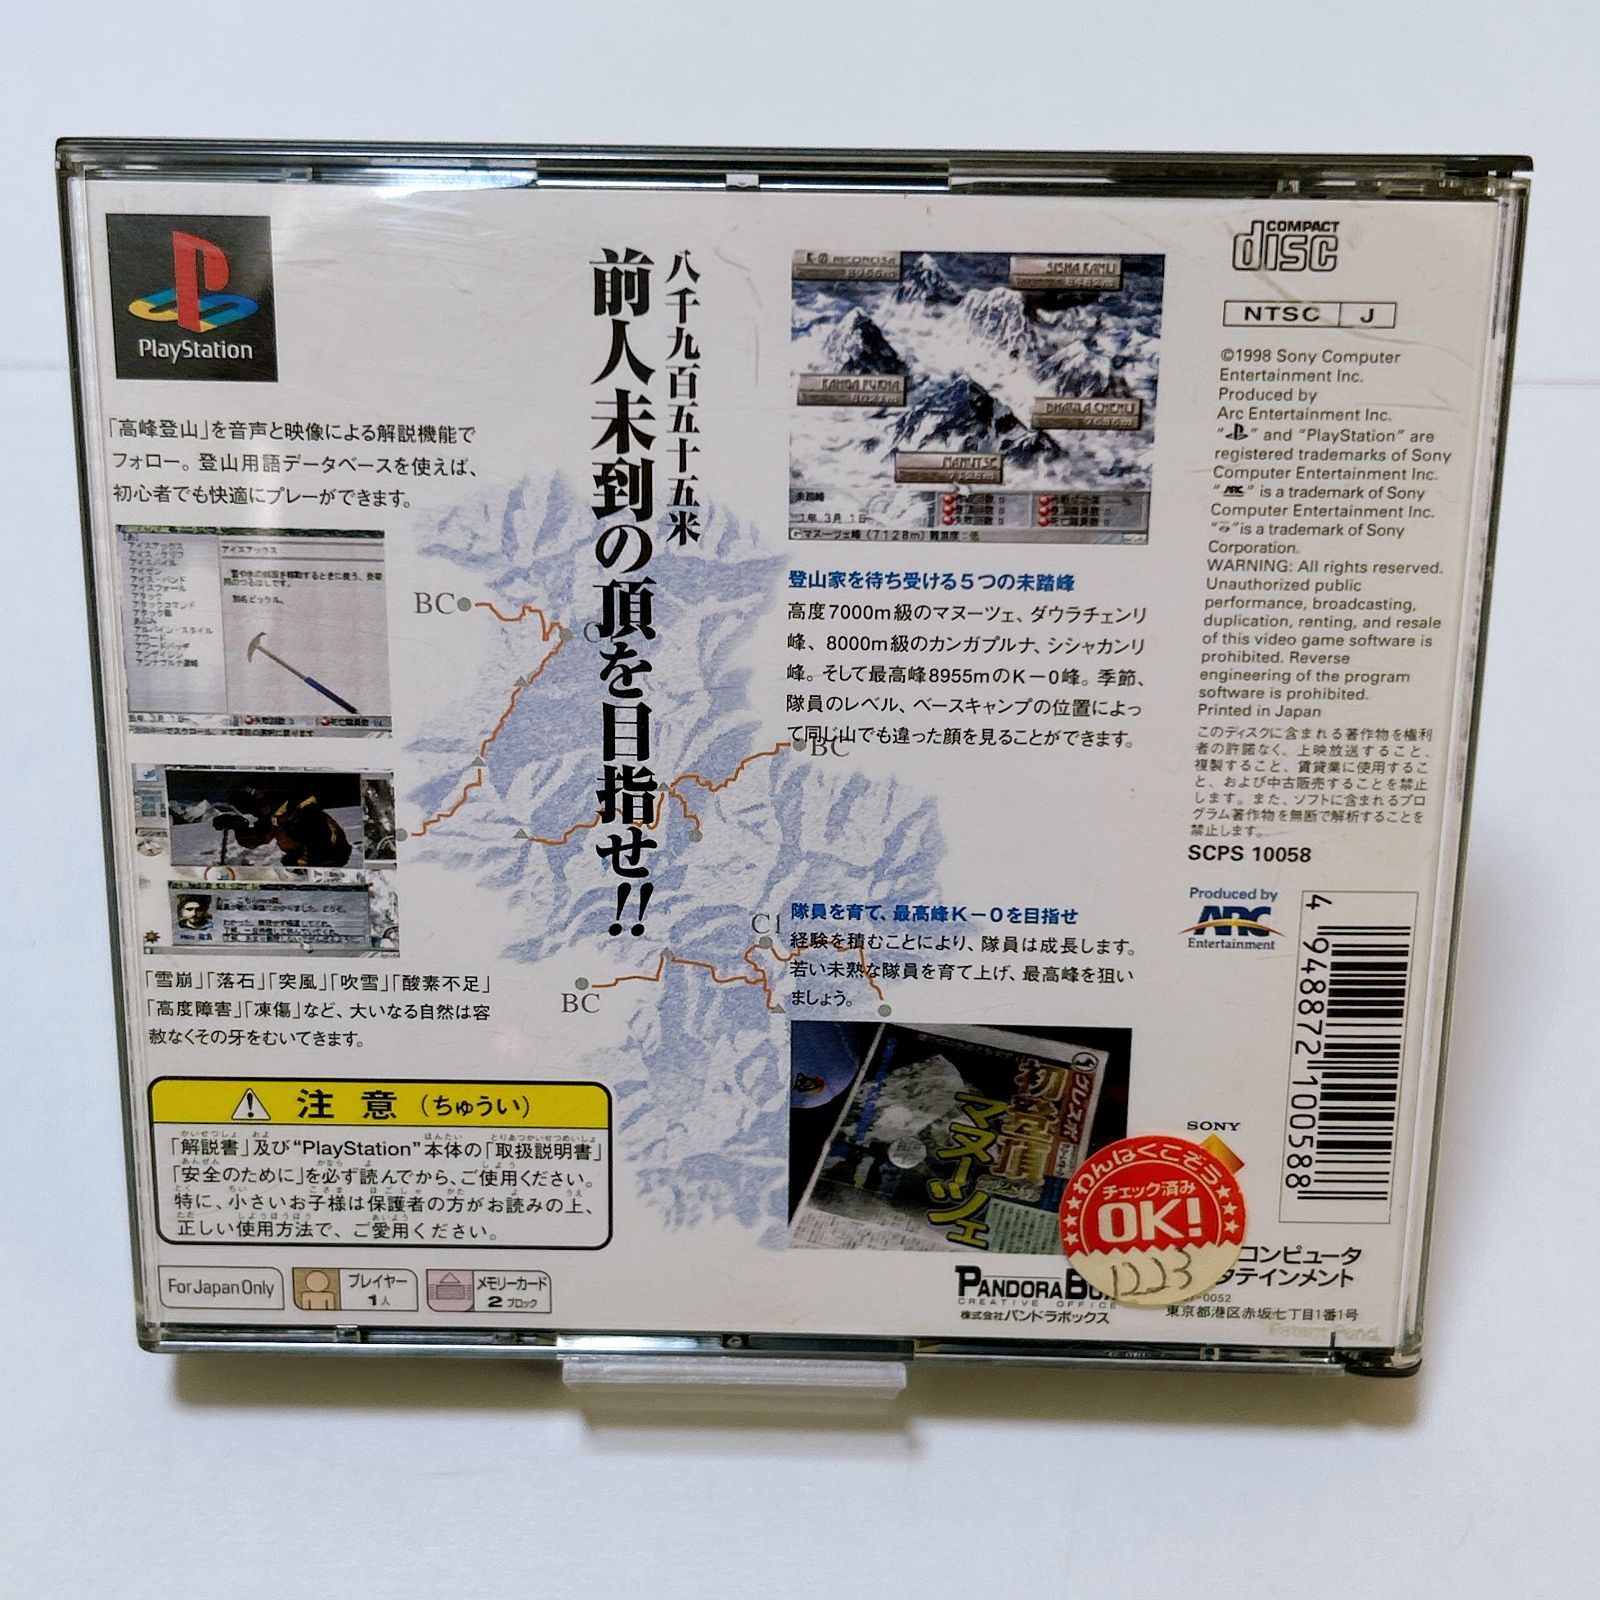 PlayStation
「高峰登山」を音声と映像による解説機能で
フォロー。登山用語データベースを使えば、
初心者でも快適にプレーができます。
アイスアックス
「雪崩」「落石」「突風」「吹雪」「酸素不足」
「高度障害」「凍傷」など、大いなる自然は容
赦なくその牙をむいてきます。
八千九百五十五米
前人未到の頂を目指せ!!
BC
BC
C1
BC
SISHA KANLI
KANGA PURNA
DHAULA CHENLI
MANUTSE
マヌーツェ峰(7128m)難易度:低
登山家を待ち受ける5つの未踏峰
高度7000m級のマヌーツェ、ダウラチェンリ
峰、8000m級のカンガプルナ、シシャカンリ
峰。そして最高峰8955mのK-0峰。季節、
隊員のレベル、ベースキャンプの位置によっ
て同じ山でも違った顔を見ることができます。
隊員を育て、最高峰K-0を目指せ
経験を積むことにより、隊員は成長します。
若い未熟な隊員を育て上げ、最高峰を狙い
ましょう。
初登頂
マヌーツェ
COMPACT
disc
NTSC J
©1998 Sony Computer
Entertainment Inc.
Produced by
Arc Entertainment Inc.
" " and "PlayStation" are
registered trademarks of Sony
Computer Entertainment Inc.
"ARC" is a trademark of Sony
Computer Entertainment Inc.
" " is a trademark of Sony
Corporation.
WARNING: All rights reserved.
Unauthorized public
performance, broadcasting,
duplication, renting, and resale
of this video game software is
prohibited. Reverse
engineering of the program
software is prohibited.
Printed in Japan
このディスクに含まれる著作物を権利
者の許諾なく、上映放送すること、
複製すること、賃貸業に使用するこ
と、および中古販売することを禁止
します。また、ソフトに含まれるプロ
グラム著作物を無断で解析することを
禁止します。
SCPS 10058
Produced by
ARC
Entertainment
4 948872 100588
SONY
わんぱくこぞう
チェック済み
OK!
1223
コンピュータ
タテインメント
東京都港区赤坂七丁目1番1号
PANDORA BOX
CREATIVE OFFICE
株式会社パンドラボックス
注意(ちゅうい)
「解説書」及び"PlayStation"本体の「取扱説明書」
「安全のために」を必ず読んでから、ご使用ください。
特に、小さいお子様は保護者の方がお読みの上、
正しい使用方法で、ご愛用ください。
For Japan Only
プレイヤー
1人
メモリーカード
2ブロック